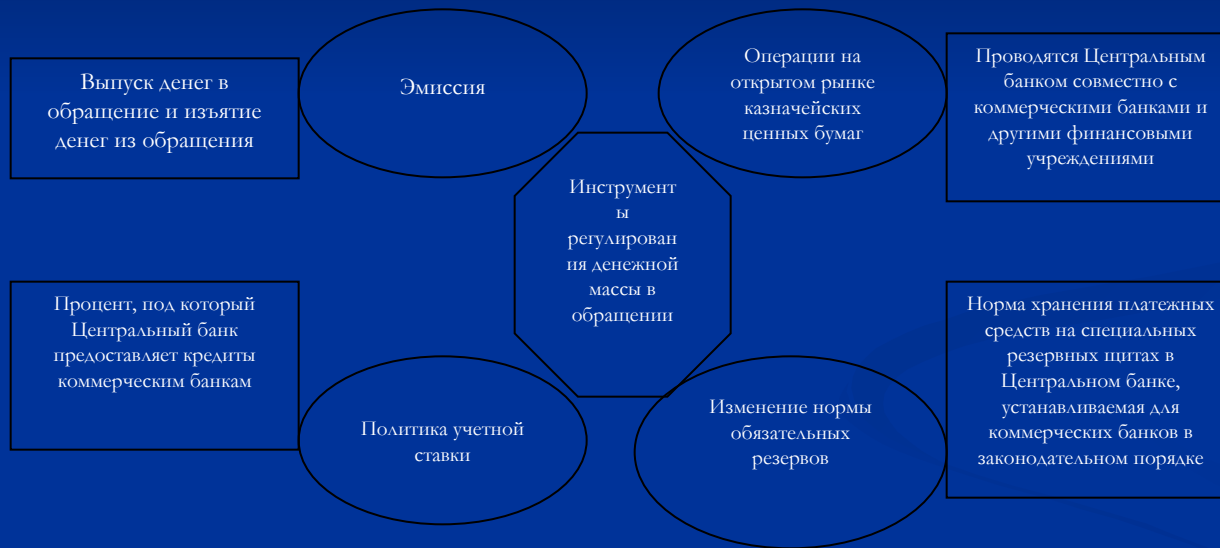 Выпуск денег в
обращение и изъятие
денег из обращения
Эмиссия
Операции на
открытом рынке
казначейских
ценных бумаг
Проводятся Центральным
банком совместно с
коммерческими банками и
другими финансовыми
учреждениями
Инструмент
ы
регулирован
ия денежной
массы в
обращении
Процент, под который
Центральный банк
предоставляет кредиты
коммерческим банкам
Политика учетной
ставки
Изменение нормы
обязательных
резервов
Норма хранения платежных
средств на специальных
резервных щитах в
Центральном банке,
устанавливаемая для
коммерческих банков в
законодательном порядке